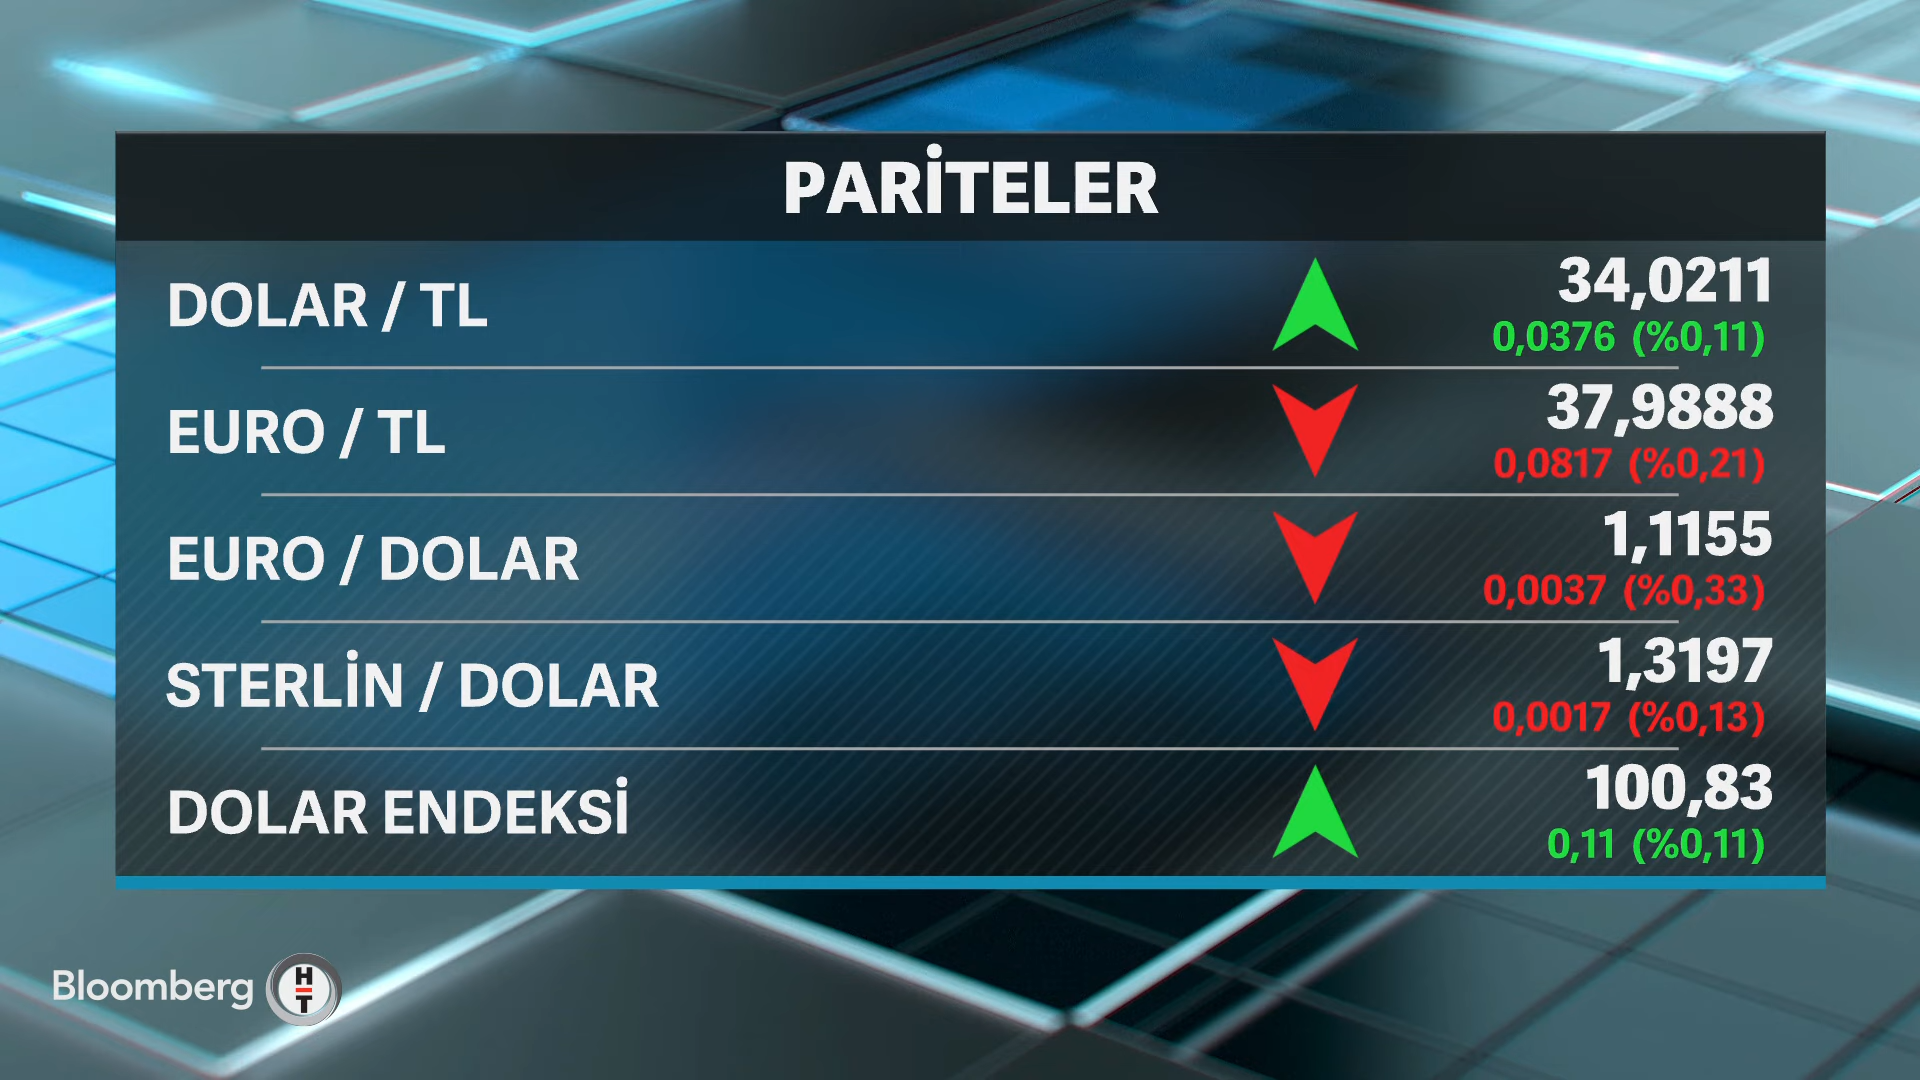 PARİTELER
DOLAR / TL
34,0211
0,0376 (%0,11)
EURO / TL
37,9888
0,0817 (%0,21)
EURO / DOLAR
1,1155
0,0037 (%0,33)
STERLİN / DOLAR
1,3197
0,0017 (%0,13)
DOLAR ENDEKSİ
100,83
0,11 (%0,11)
Bloomberg HT